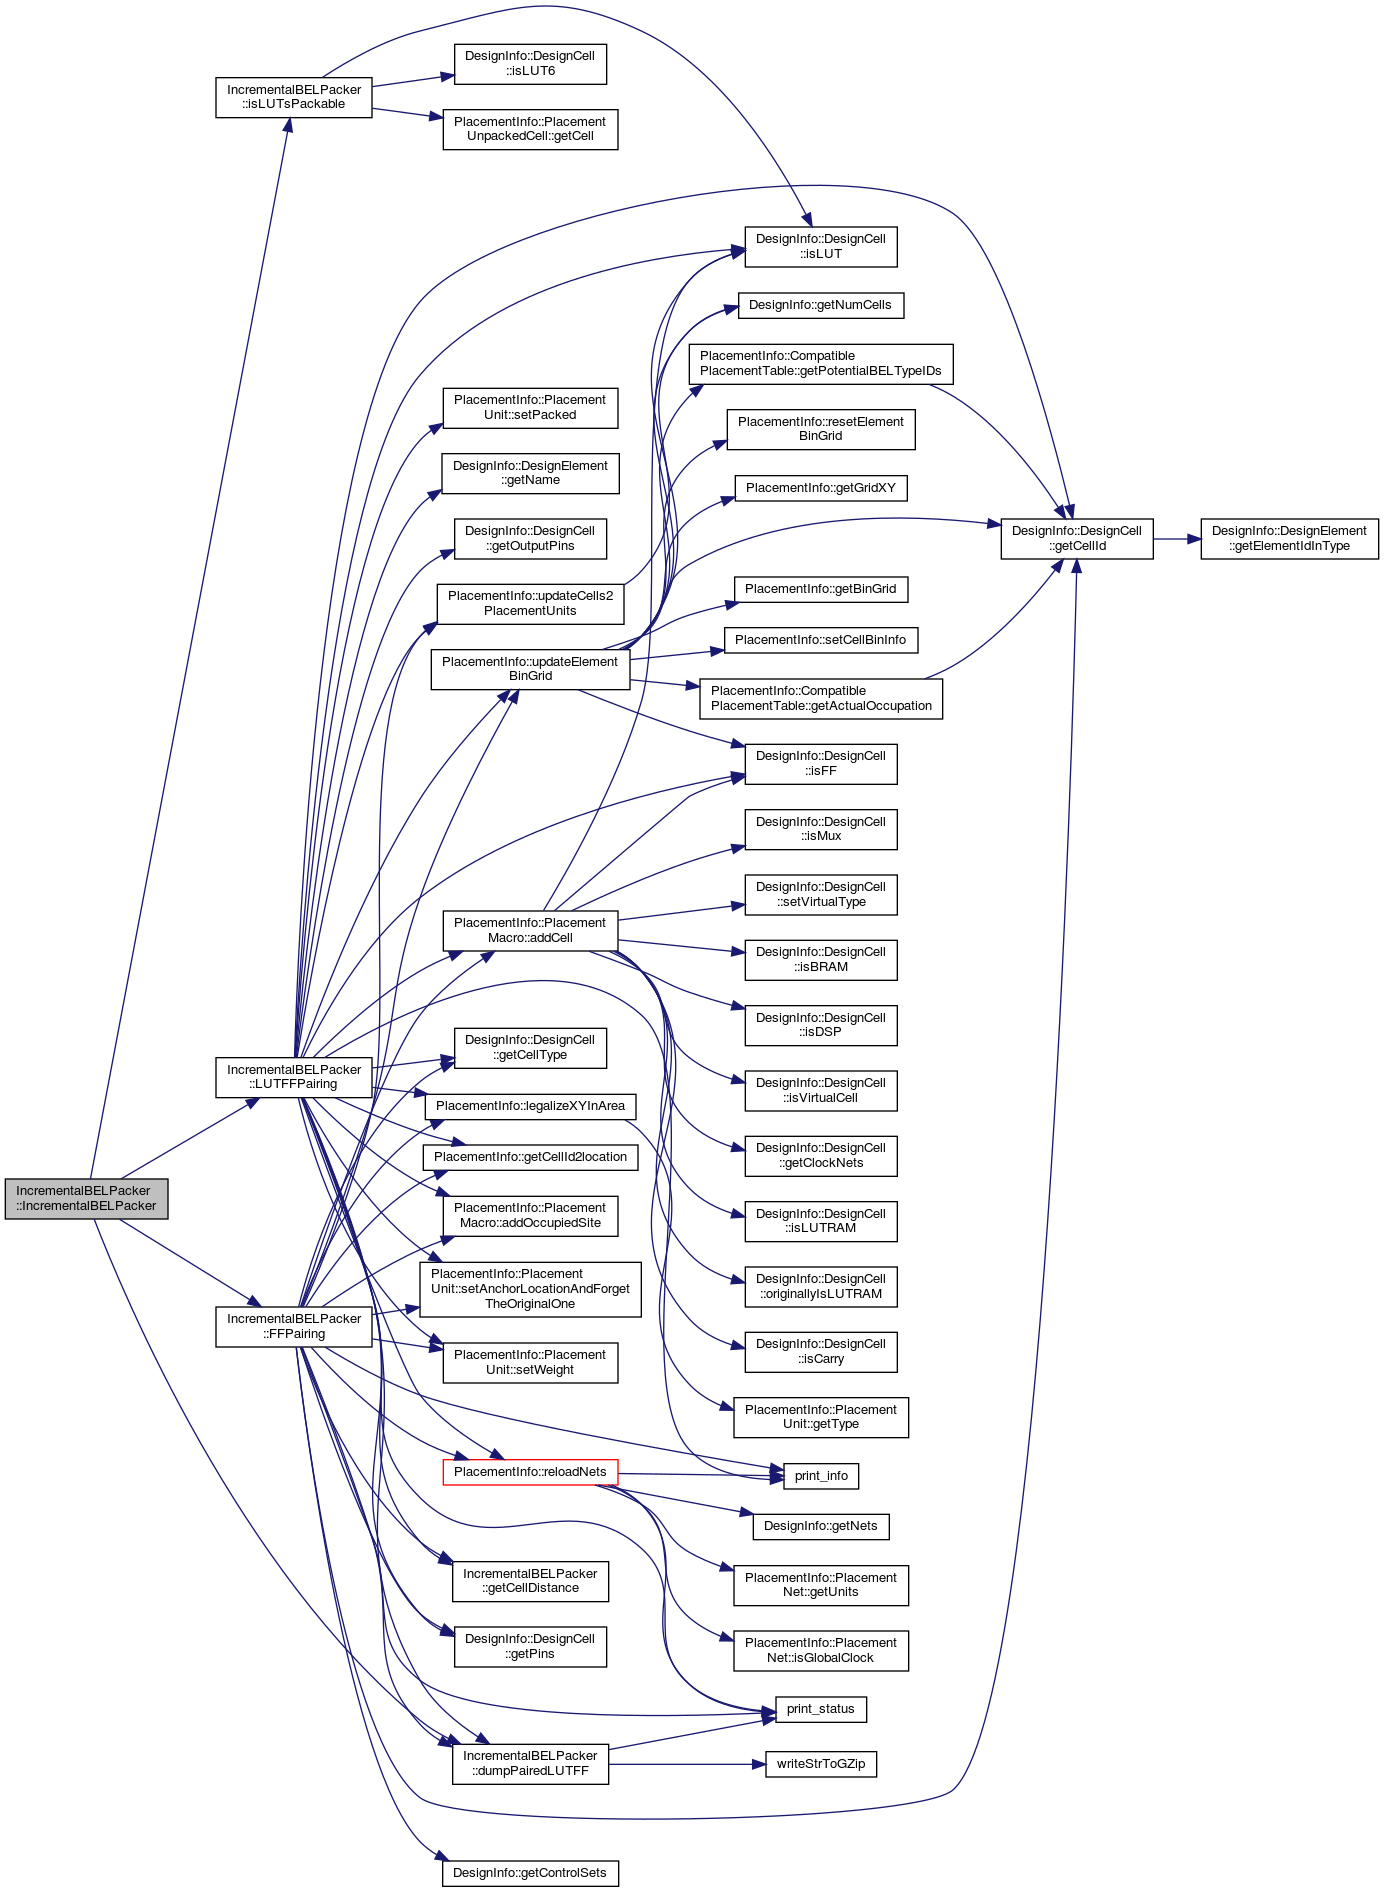 IncrementalBELPacker
::IncrementalBELPacker
IncrementalBELPacker
::isLUTsPackable
IncrementalBELPacker
::LUTFFPairing
IncrementalBELPacker
::FFPairing
DesignInfo::DesignCell
::isLUT6
PlacementInfo::Placement
UnpackedCell::getCell
PlacementInfo::Placement
Unit::setPacked
DesignInfo::DesignElement
::getName
DesignInfo::DesignCell
::getOutputPins
PlacementInfo::updateCells2
PlacementUnits
PlacementInfo::updateElement
BinGrid
PlacementInfo::Placement
Macro::addCell
DesignInfo::DesignCell
::getCellType
PlacementInfo::legalizeXYInArea
PlacementInfo::getCellId2location
PlacementInfo::Placement
Macro::addOccupiedSite
PlacementInfo::Placement
Unit::setAnchorLocationAndForget
TheOriginalOne
PlacementInfo::Placement
Unit::setWeight
PlacementInfo::reloadNets
IncrementalBELPacker
::getCellDistance
DesignInfo::DesignCell
::getPins
IncrementalBELPacker
::dumpPairedLUTFF
DesignInfo::getControlSets
DesignInfo::DesignCell
::isLUT
DesignInfo::getNumCells
PlacementInfo::Compatible
PlacementTable::getPotentialBELTypeIDs
PlacementInfo::resetElement
BinGrid
PlacementInfo::getGridXY
PlacementInfo::getBinGrid
PlacementInfo::setCellBinInfo
PlacementInfo::Compatible
PlacementTable::getActualOccupation
DesignInfo::DesignCell
::isFF
DesignInfo::DesignCell
::isMux
DesignInfo::DesignCell
::setVirtualType
DesignInfo::DesignCell
::isBRAM
DesignInfo::DesignCell
::isDSP
DesignInfo::DesignCell
::isVirtualCell
DesignInfo::DesignCell
::getClockNets
DesignInfo::DesignCell
::isLUTRAM
DesignInfo::DesignCell
::originallyIsLUTRAM
DesignInfo::DesignCell
::isCarry
PlacementInfo::Placement
Unit::getType
print_info
DesignInfo::getNets
PlacementInfo::Placement
Net::getUnits
PlacementInfo::Placement
Net::isGlobalClock
print_status
writeStrToGZip
DesignInfo::DesignCell
::getCellId
DesignInfo::DesignElement
::getElementIdInType